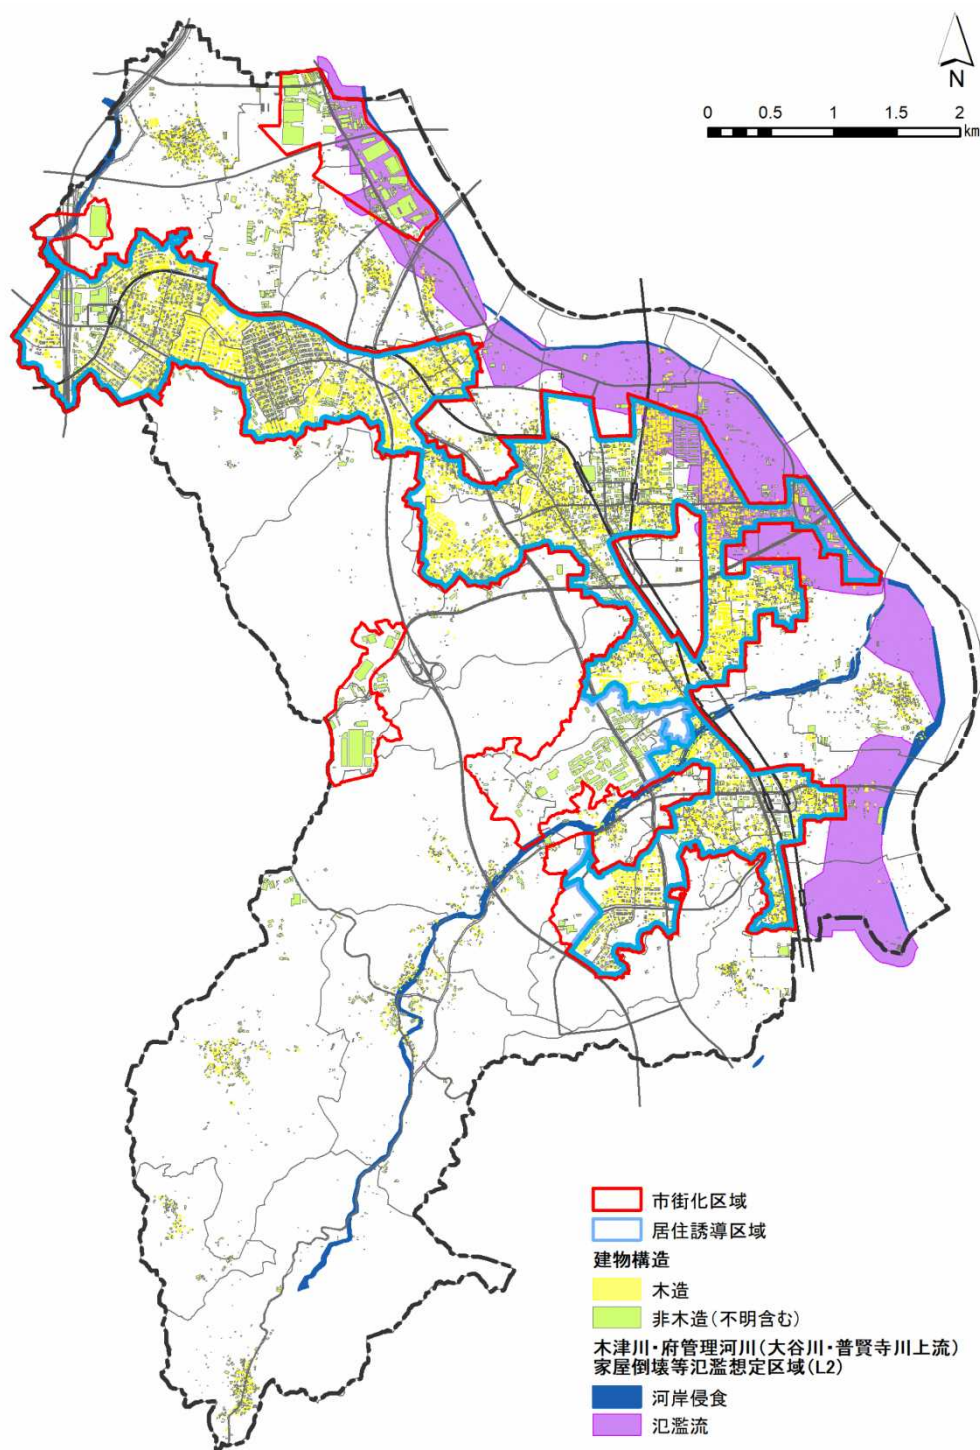 N
0 0.5 1 1.5 2
km
市街化区域
居住誘導区域
建物構造
木造
非木造(不明含む)
木津川・府管理河川(大谷川・普賢寺川上流)
家屋倒壊等氾濫想定区域(L2)
河岸侵食
氾濫流